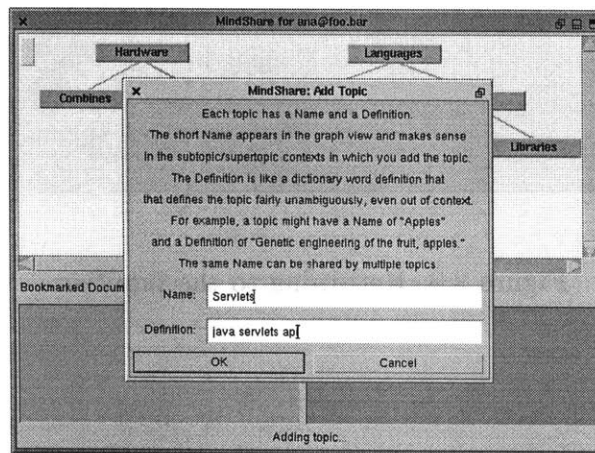 MindShare for ana@foo.bar
Hardware
Languages
Combines
Libraries
MindShare: Add Topic
Each topic has a Name and a Definition.
The short Name appears in the graph view and makes sense
in the subtopic/supertopic contexts in which you add the topic.
The Definition is like a dictionary word definition that
that defines the topic fairly unambiguously, even out of context.
For example, a topic might have a Name of "Apples"
and a Definition of "Genetic engineering of the fruit, apples."
The same Name can be shared by multiple topics
Bookmarked Docum
Name: Servlets
Definition: java servlets ap
OK Cancel
Adding topic...